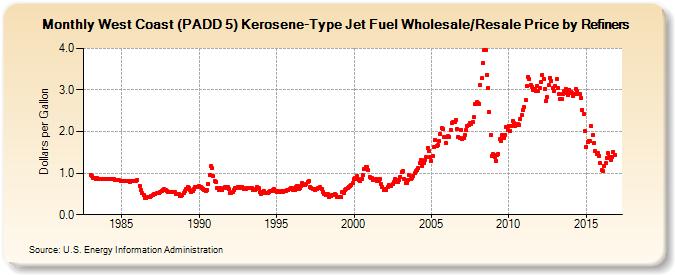 Monthly West Coast (PADD 5) Kerosene-Type Jet Fuel Wholesale/Resale Price by Refiners
Dollars per Gallon
4.0
3.0
2.0
1.0
0.0
1985 1990 1995 2000 2005 2010 2015
Source: U.S. Energy Information Administration